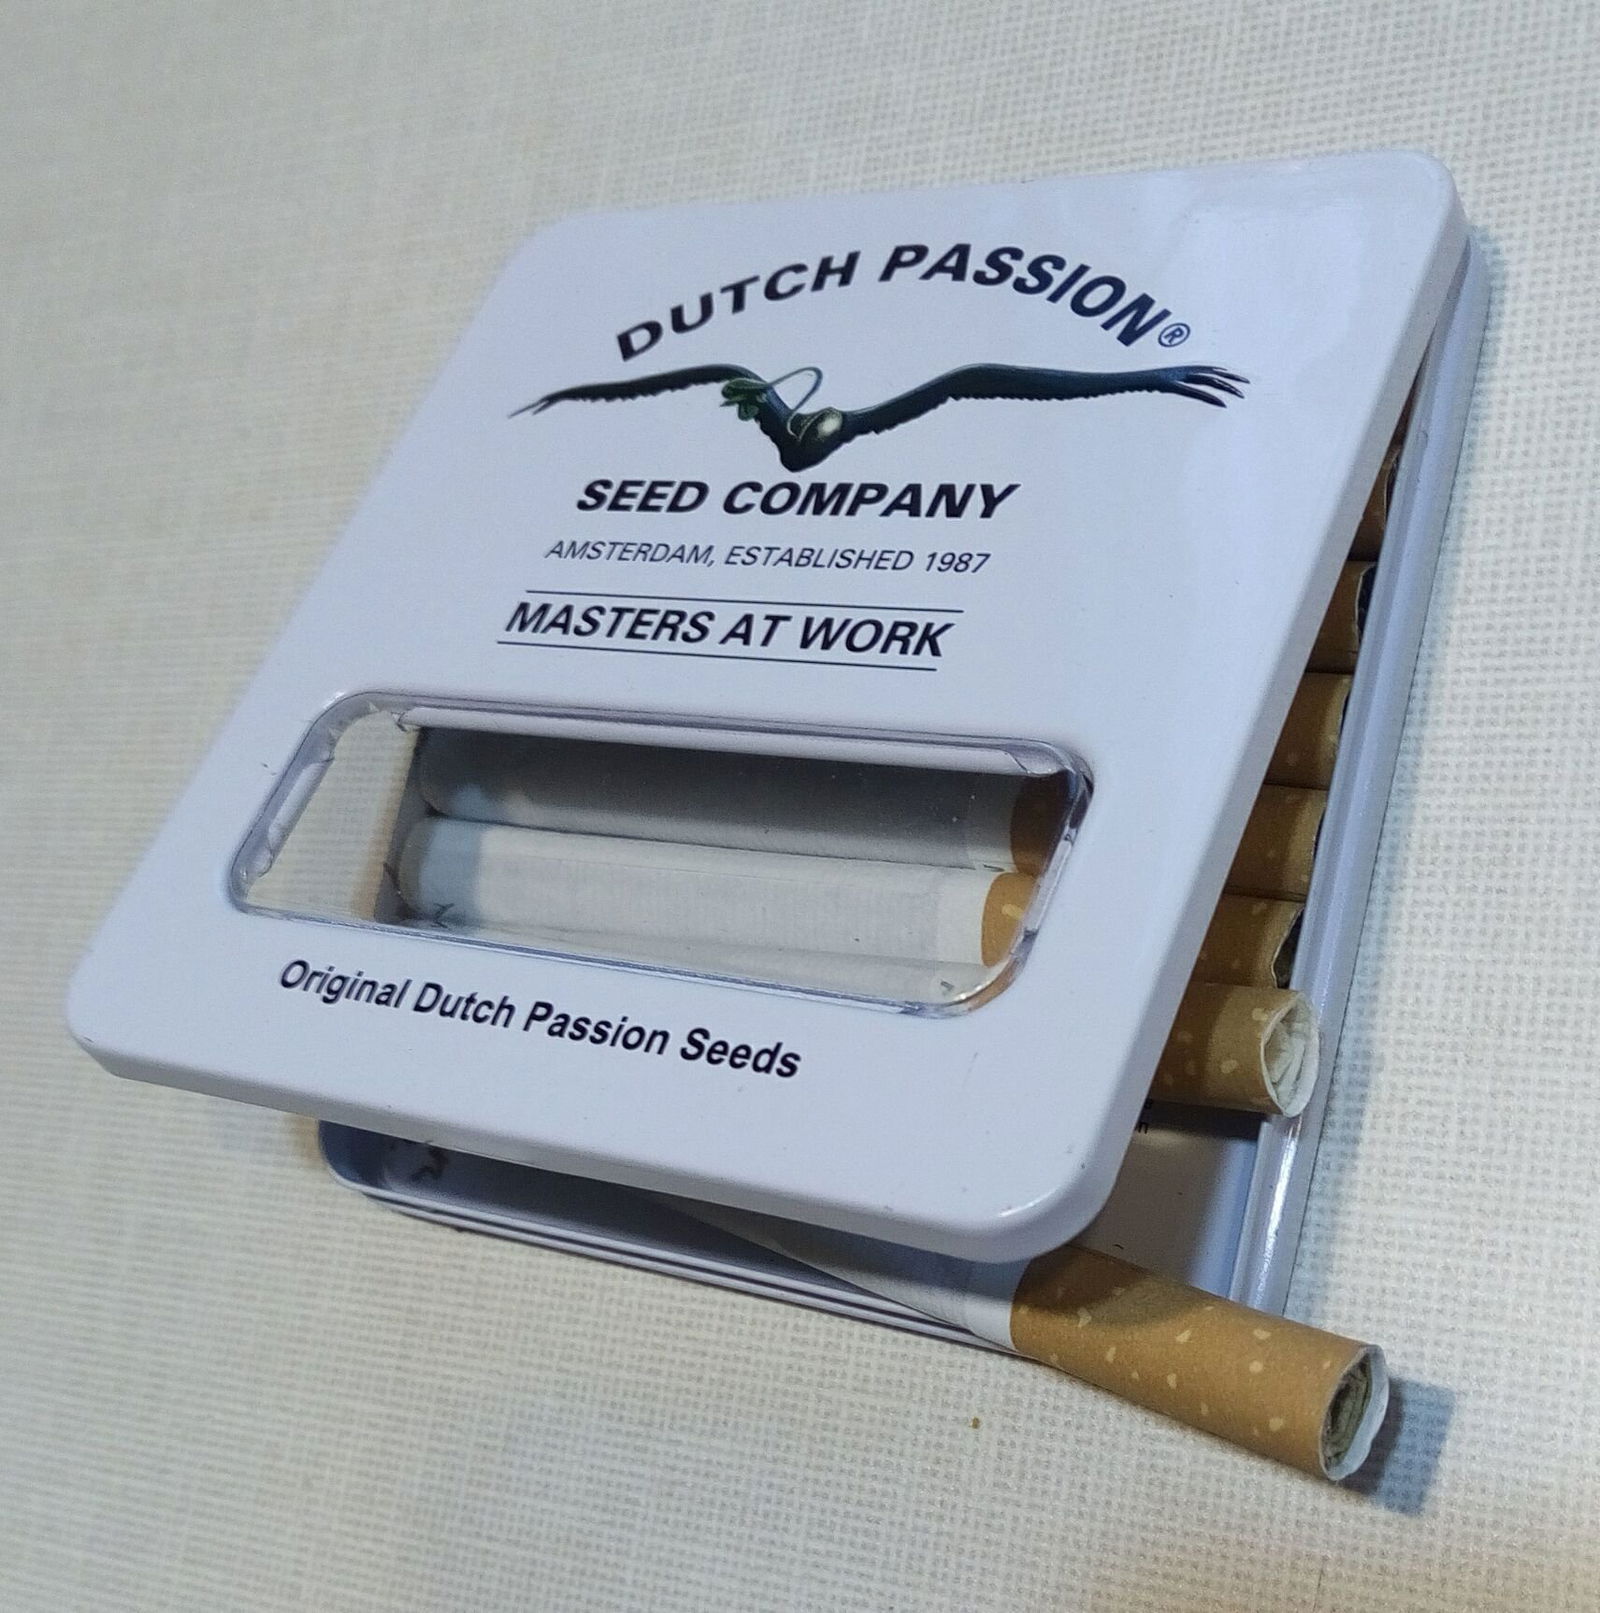 DUTCH PASSION®
SEED COMPANY
AMSTERDAM, ESTABLISHED 1987
MASTERS AT WORK
Original Dutch Passion Seeds